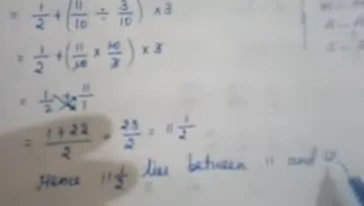 = 1/2 + (11/10 ÷ 3/10) × 3
= 1/2 + (11/10 × 10/3) × 3
= 1/2 + 11/1
= 1+22/2 = 23/2 = 11 1/2
Hence 11 1/2 lies between 11 and 12